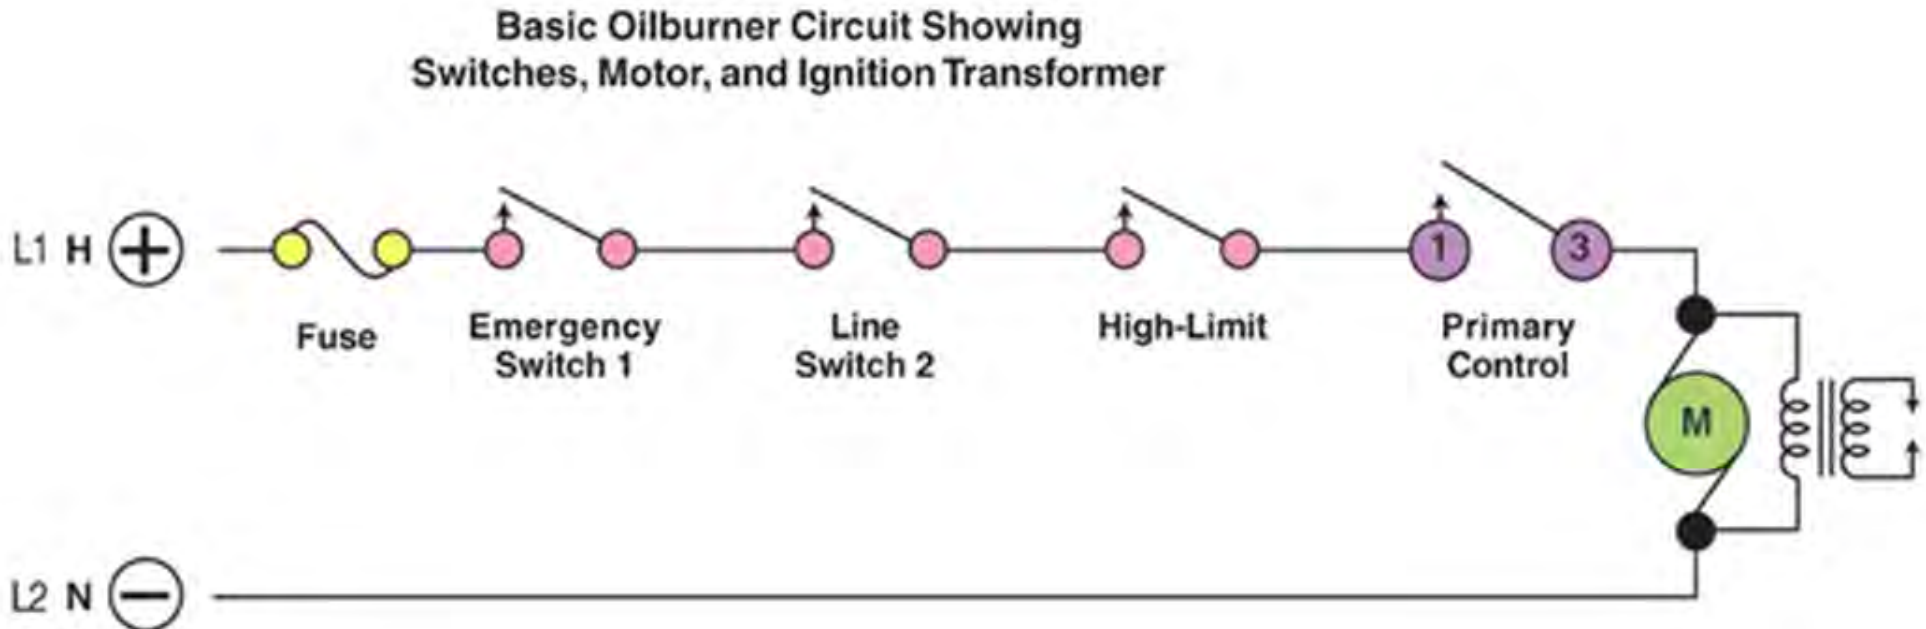 Basic Oilburner Circuit Showing
Switches, Motor, and Ignition Transformer
L1 H +
1
3
Fuse
Emergency
Switch 1
Line
Switch 2
High-Limit
Primary
Control
M
L2 N −